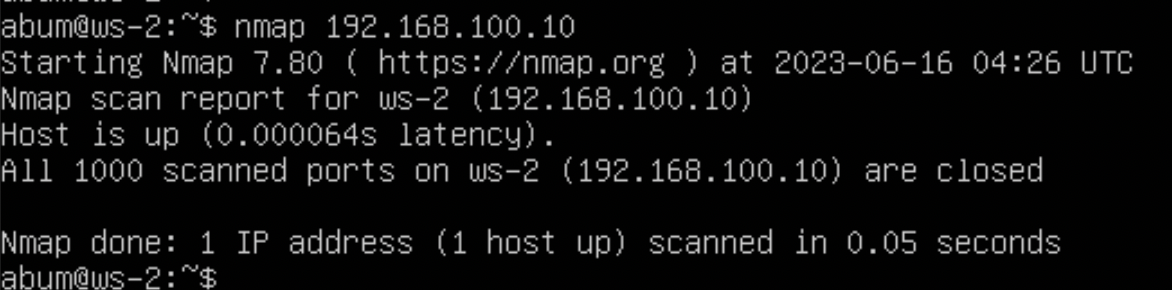 abum@ws-2:~$ nmap 192.168.100.10
Starting Nmap 7.80 ( https://nmap.org ) at 2023-06-16 04:26 UTC
Nmap scan report for ws-2 (192.168.100.10)
Host is up (0.000064s latency).
All 1000 scanned ports on ws-2 (192.168.100.10) are closed
Nmap done: 1 IP address (1 host up) scanned in 0.05 seconds
abum@ws-2:~$